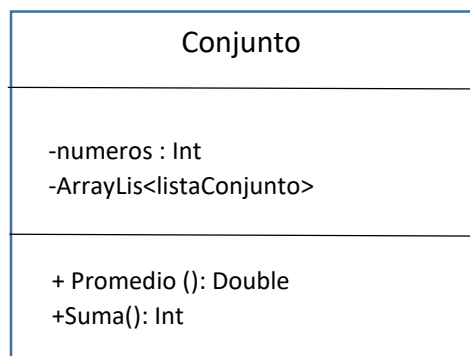 Conjunto
-numeros : Int
-ArrayLis<listaConjunto>
+ Promedio (): Double
+Suma(): Int